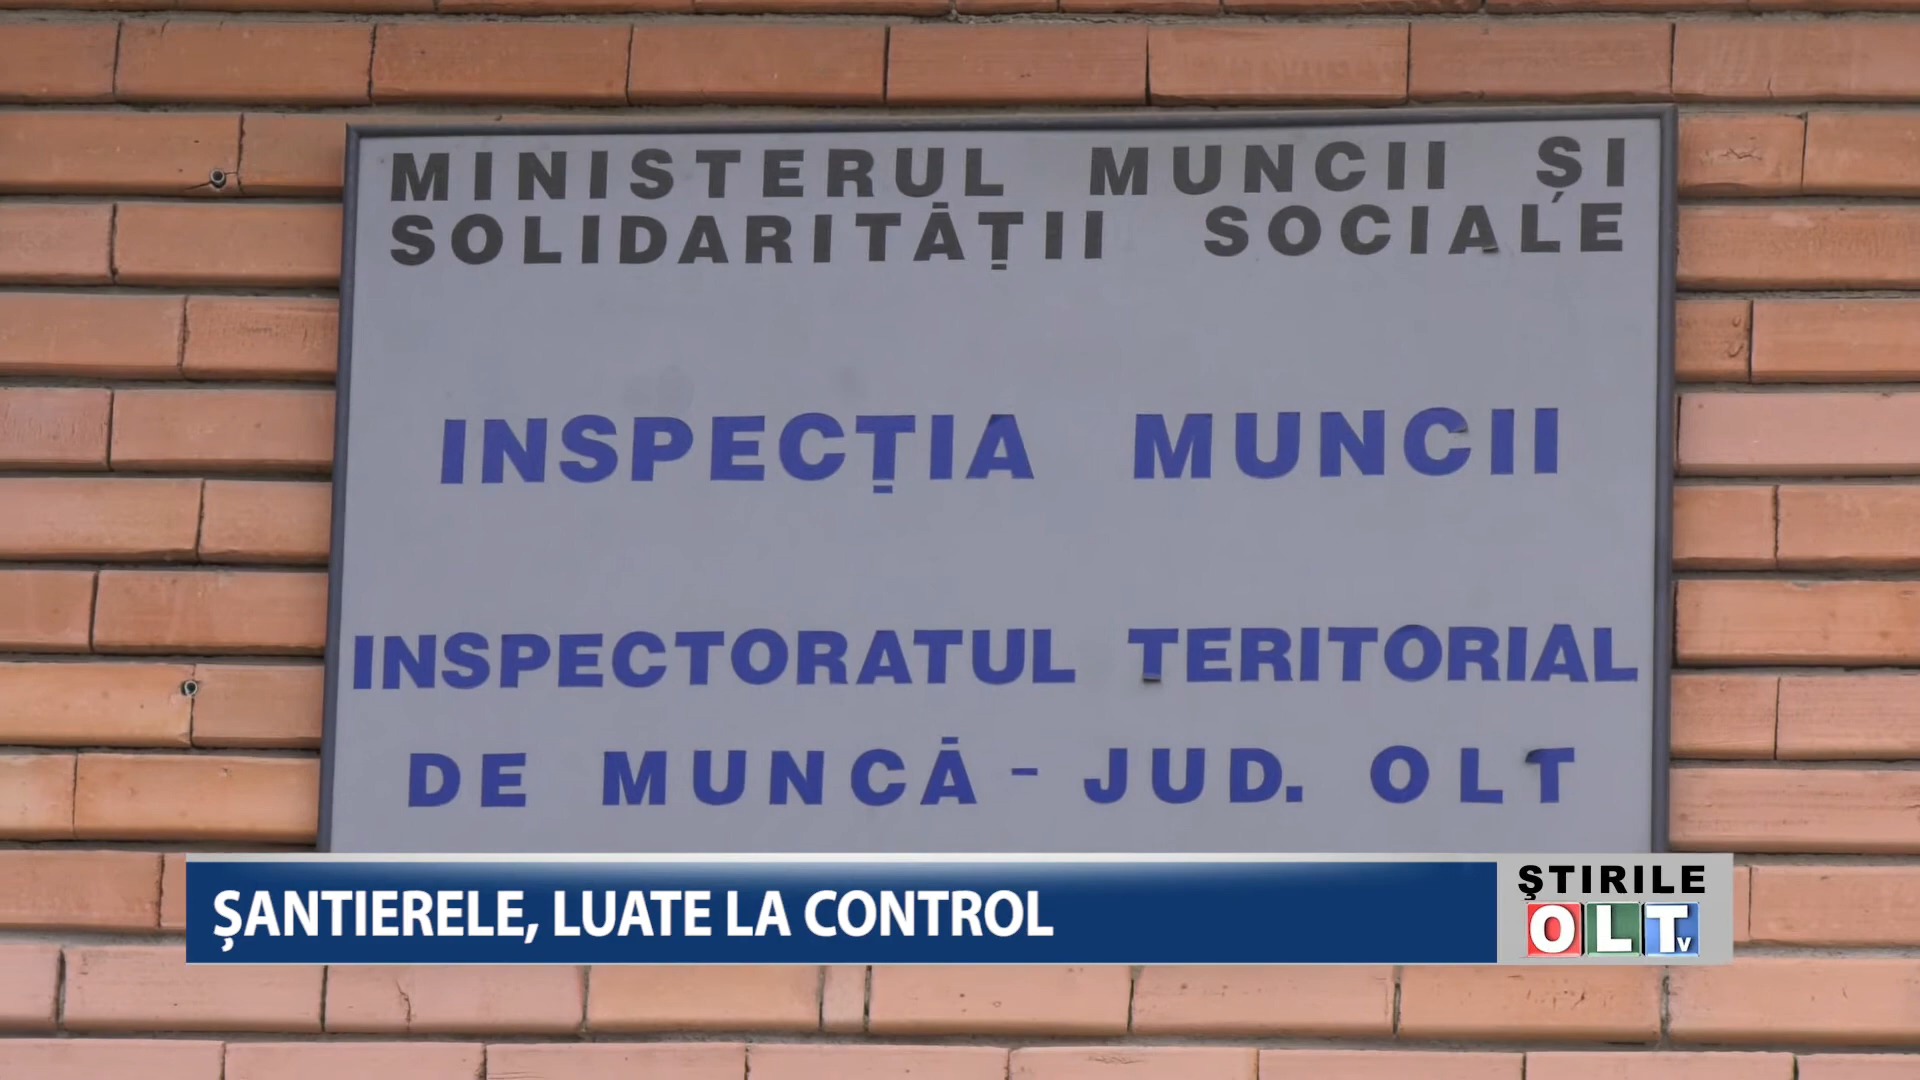 MINISTERUL MUNCII ȘI
SOLIDARITĂȚII SOCIALE
INSPECȚIA MUNCII
INSPECTORATUL TERITORIAL
DE MUNCĂ - JUD. OLT
ȘANTIERELE, LUATE LA CONTROL
ŞTIRILE
OLTv